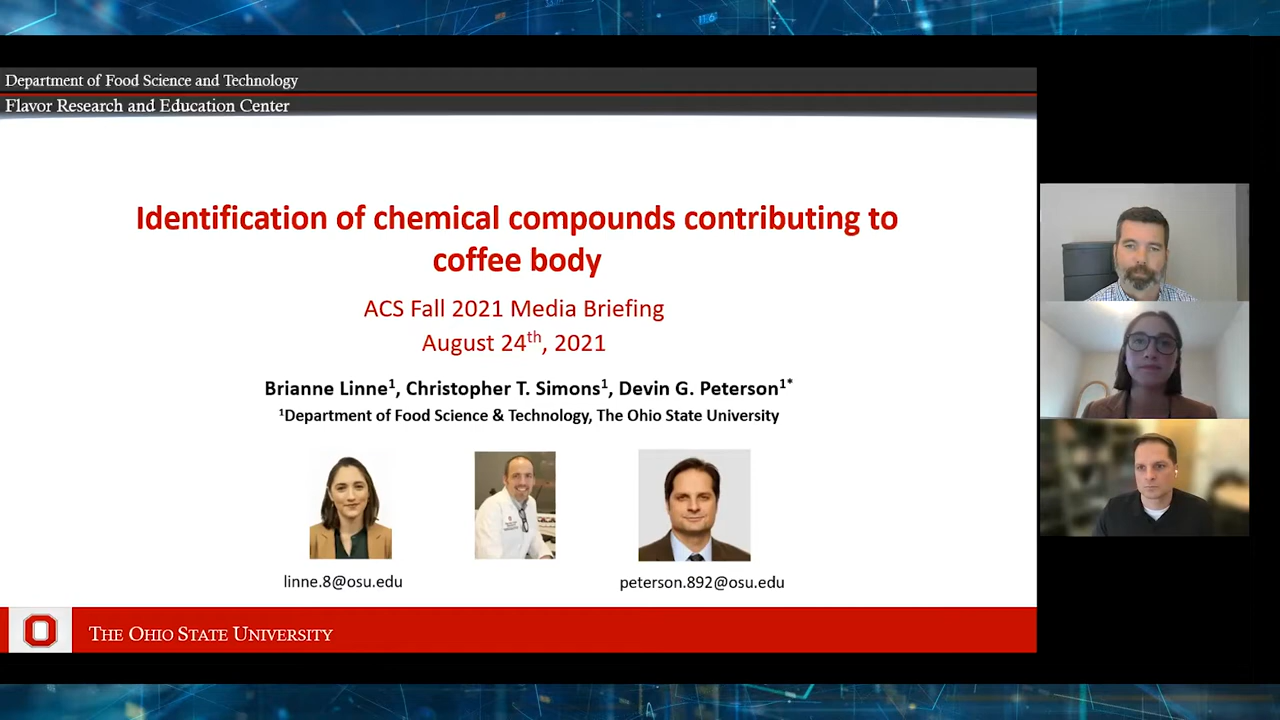 Department of Food Science and Technology
Flavor Research and Education Center
Identification of chemical compounds contributing to
coffee body
ACS Fall 2021 Media Briefing
August 24th, 2021
Brianne Linne1, Christopher T. Simons1, Devin G. Peterson1*
1Department of Food Science & Technology, The Ohio State University
linne.8@osu.edu
peterson.892@osu.edu
THE OHIO STATE UNIVERSITY